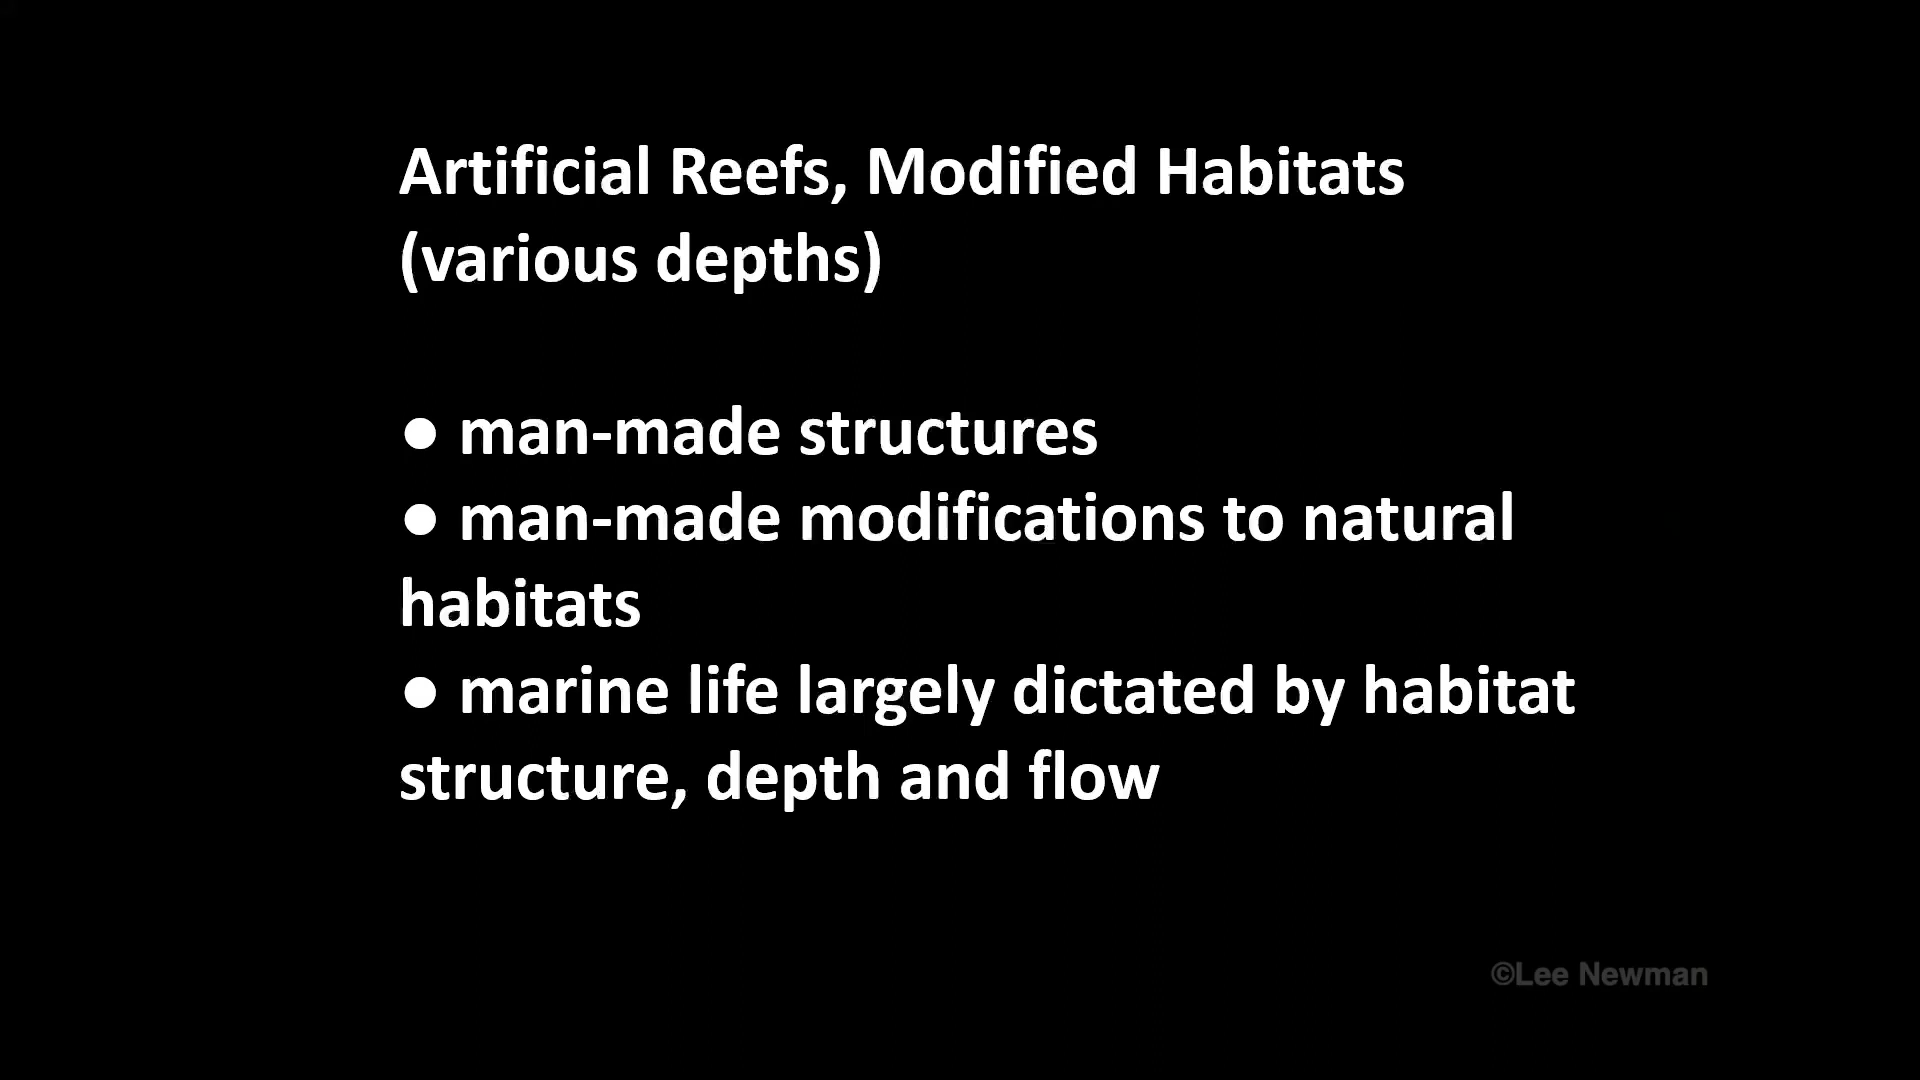 Artificial Reefs, Modified Habitats
(various depths)
● man-made structures
● man-made modifications to natural
habitats
● marine life largely dictated by habitat
structure, depth and flow
©Lee Newman